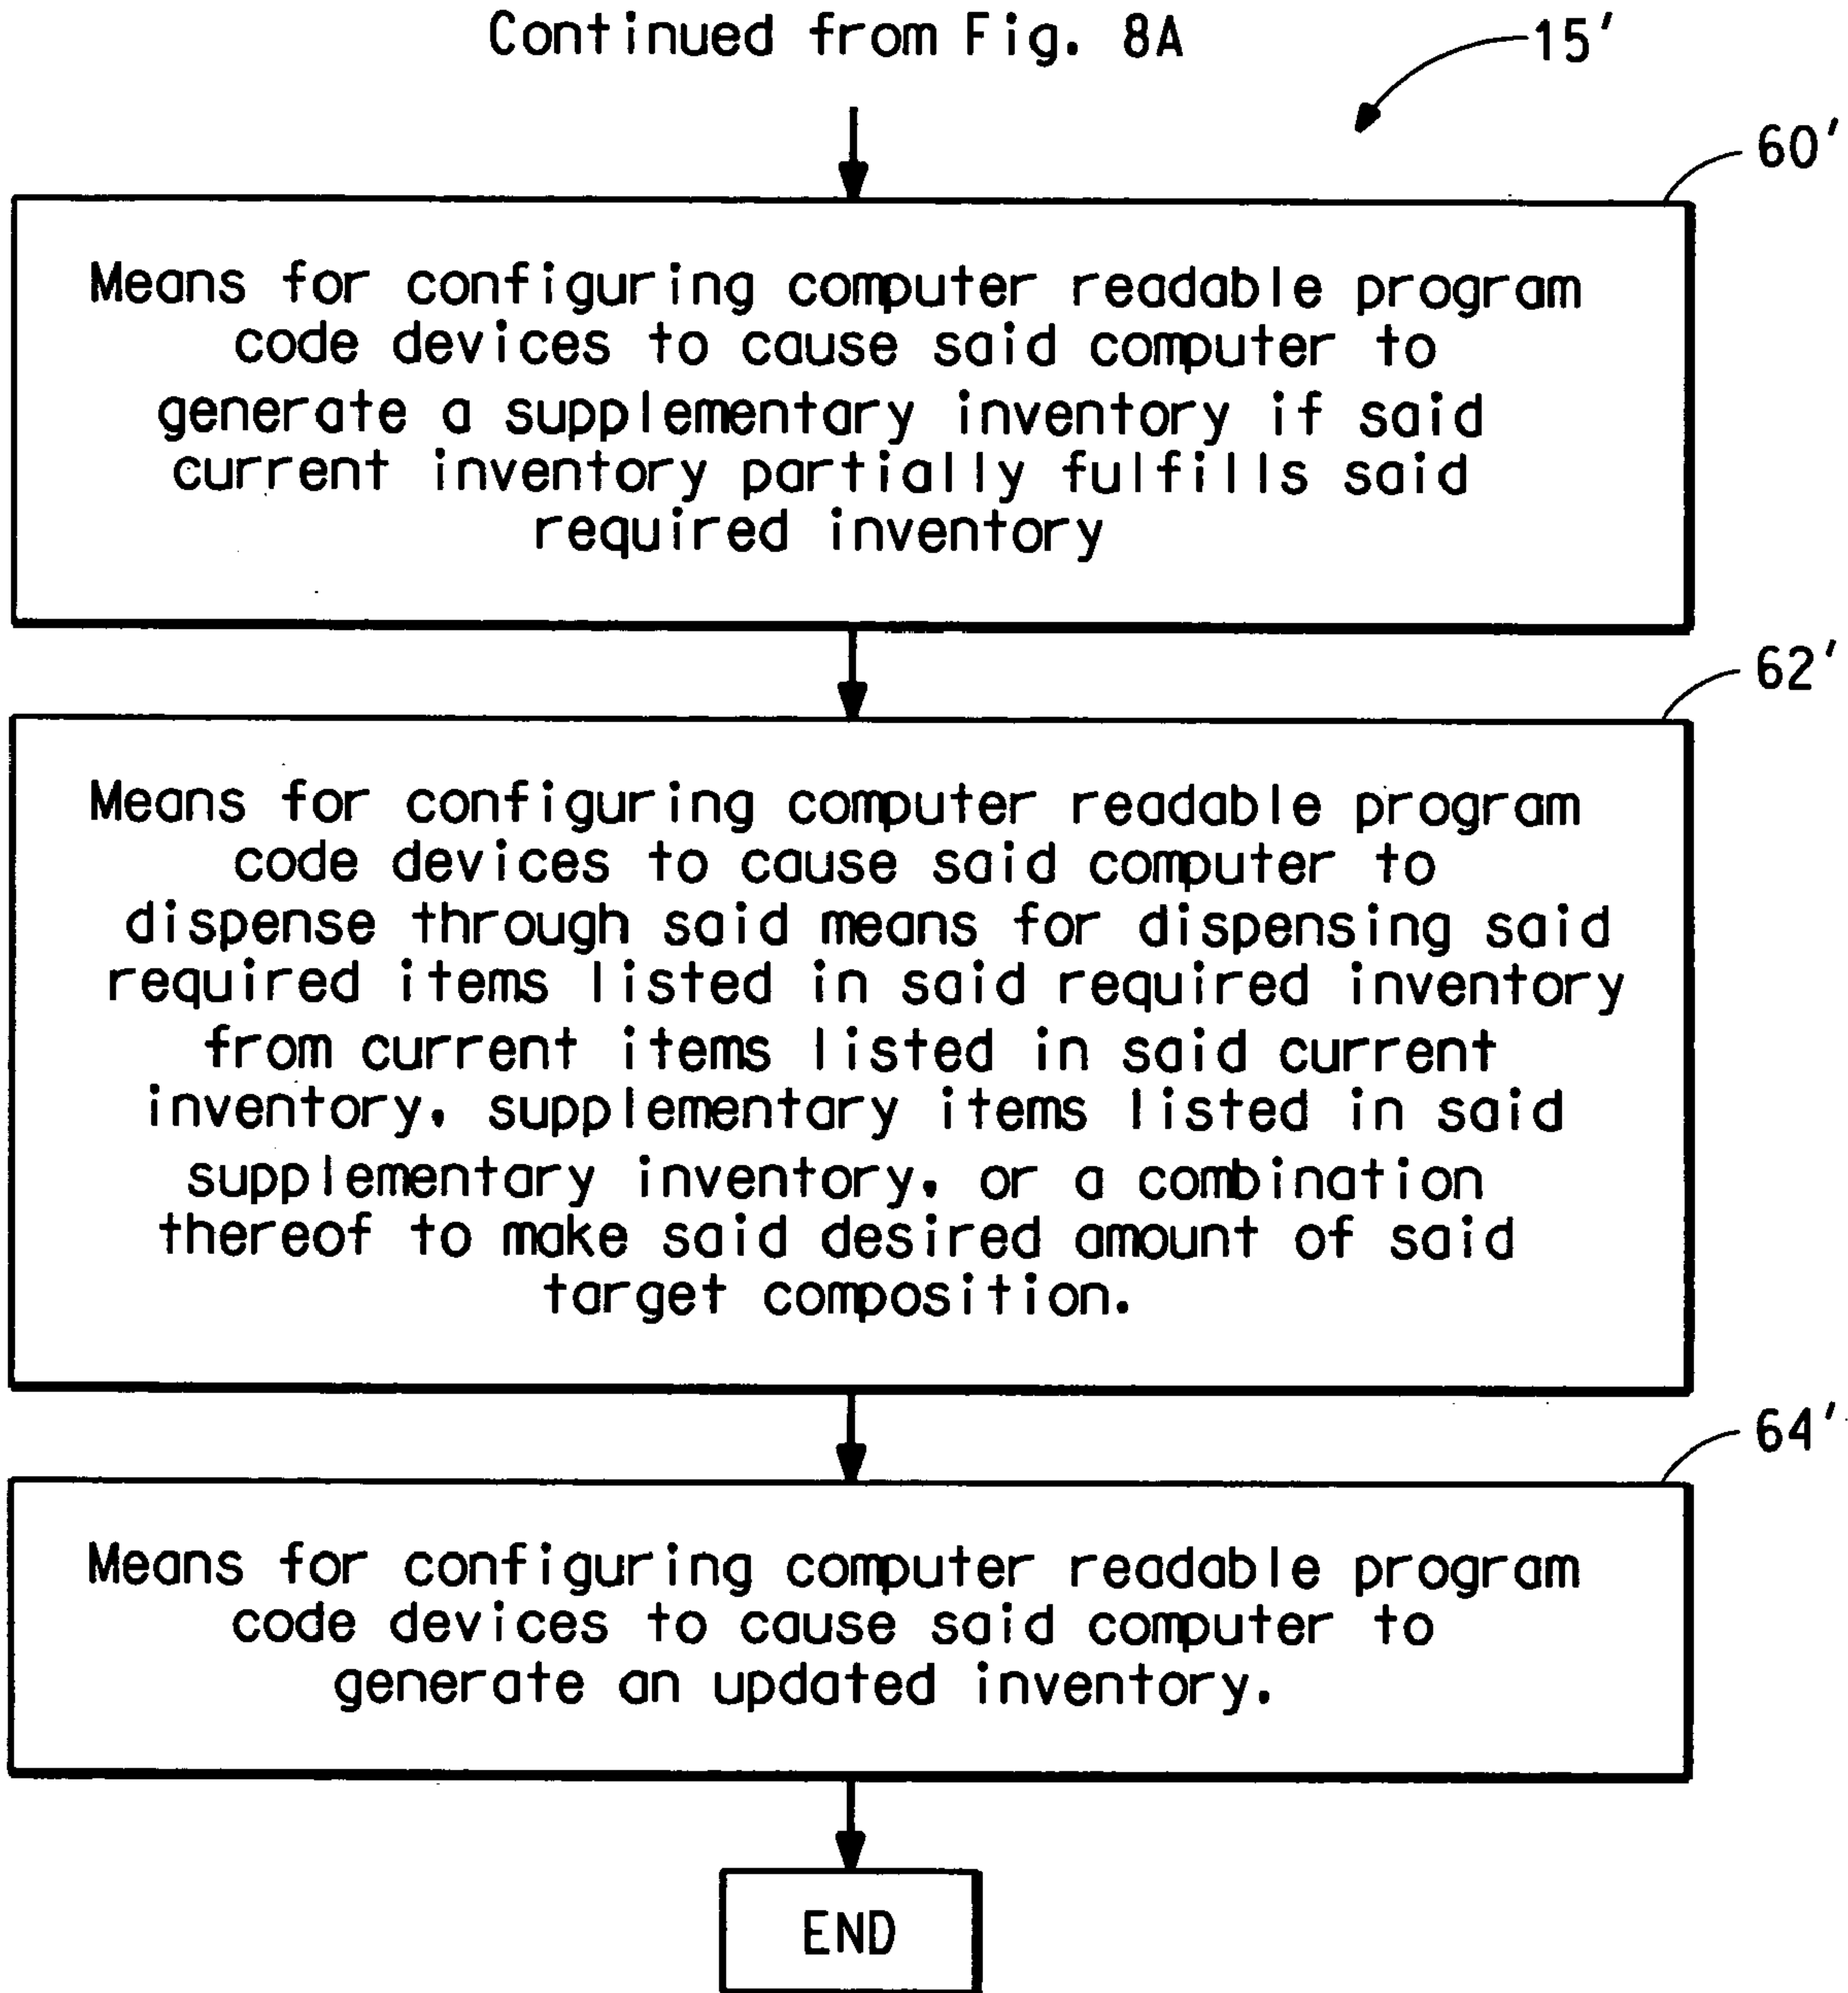 Continued from Fig. 8A
15'
60'
Means for configuring computer readable program
code devices to cause said computer to
generate a supplementary inventory if said
current inventory partially fulfills said
required inventory
62'
Means for configuring computer readable program
code devices to cause said computer to
dispense through said means for dispensing said
required items listed in said required inventory
from current items listed in said current
inventory, supplementary items listed in said
supplementary inventory, or a combination
thereof to make said desired amount of said
target composition.
64'
Means for configuring computer readable program
code devices to cause said computer to
generate an updated inventory.
END